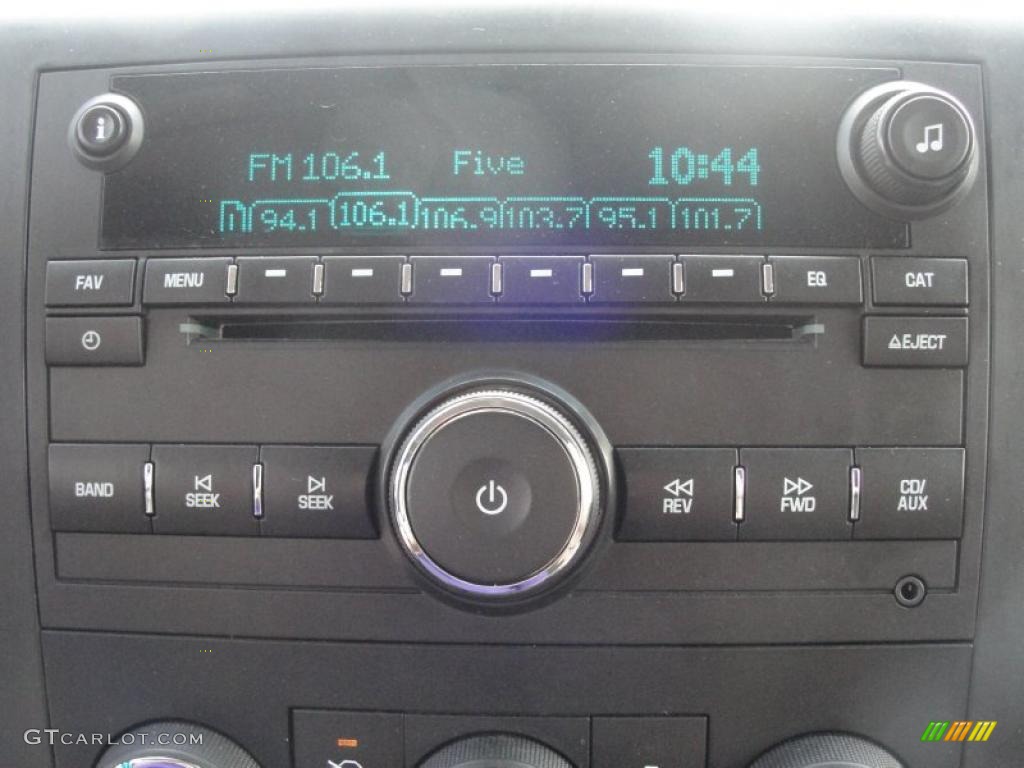 i
FM 106.1 Five 10:44
1 94.1 106.1 106.9 103.7 95.1 101.7
FAV MENU EQ CAT
EJECT
BAND SEEK SEEK REV FWD CD/
AUX
GTCARLOT.COM